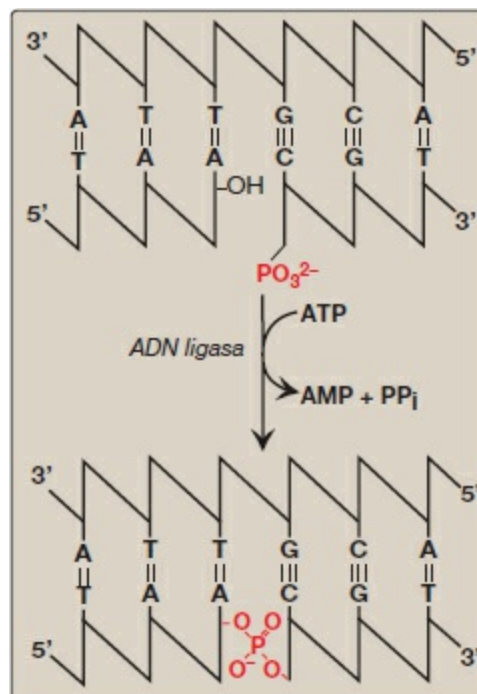 3' 5'
A T T G C A
T A A C G T
–OH
5' 3'
PO₃²⁻
ATP
ADN ligasa
AMP + PPᵢ
3' 5'
A T T G C A
T A A C G T
O O
P
O⁻ O
5' 3'